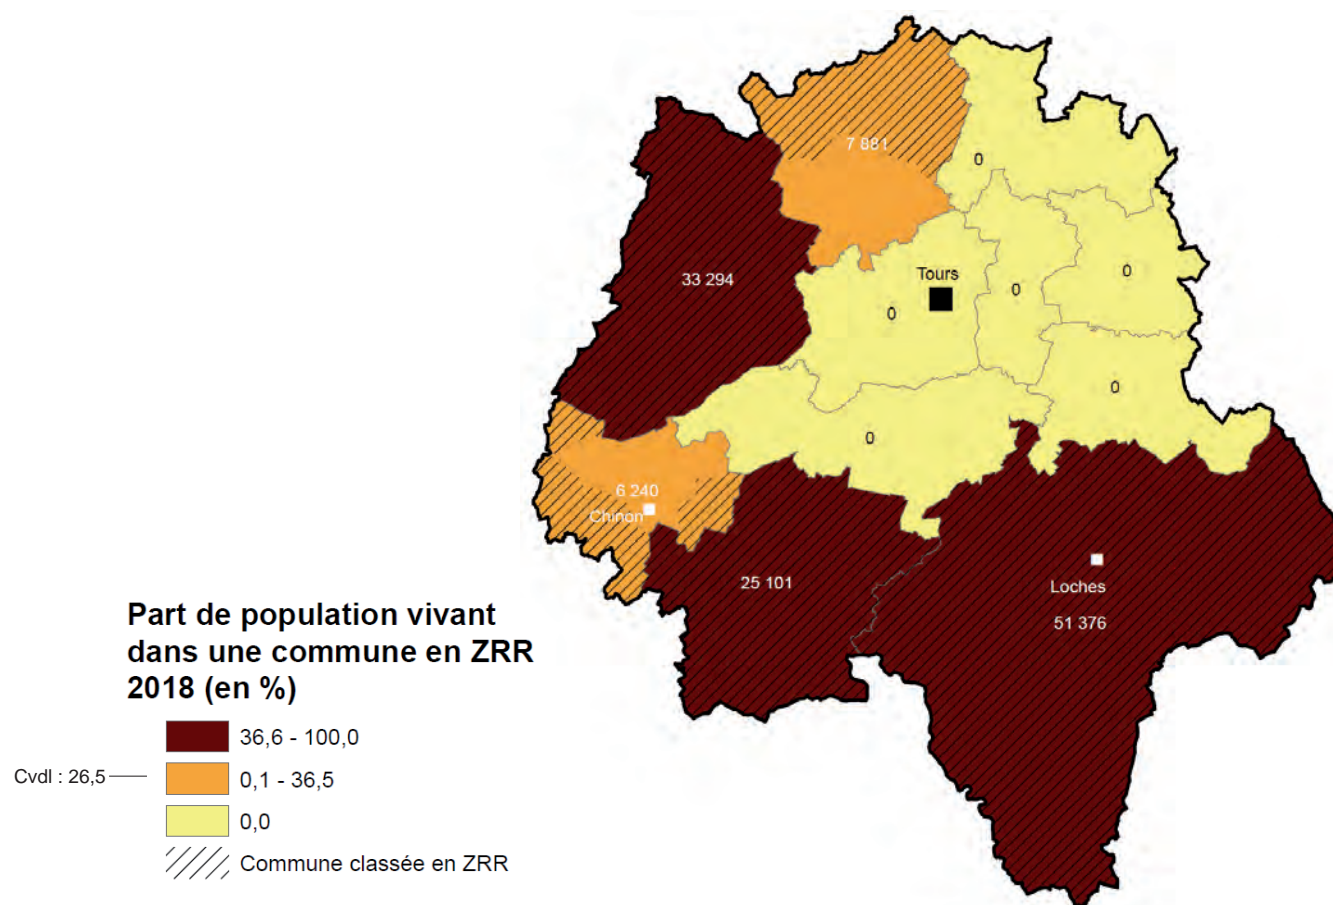 7 881
0
33 294
Tours
0
0
0
0
0
6 240
Chinon
25 101
Loches
51 376
Part de population vivant
dans une commune en ZRR
2018 (en %)
36,6 - 100,0
Cvdl : 26,5
0,1 - 36,5
0,0
Commune classée en ZRR